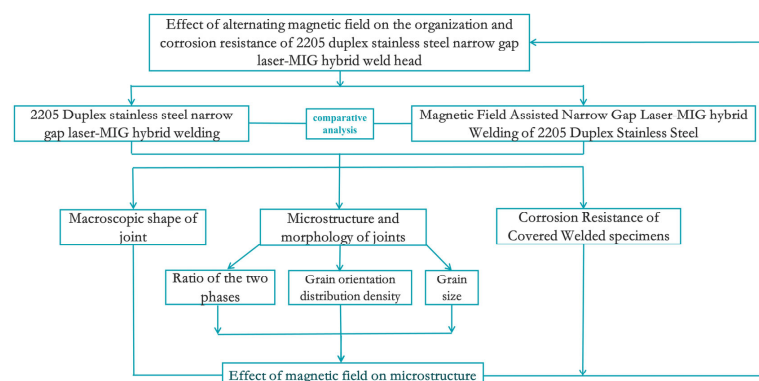 Effect of alternating magnetic field on the organization and
corrosion resistance of 2205 duplex stainless steel narrow gap
laser-MIG hybrid weld head
2205 Duplex stainless steel narrow
gap laser-MIG hybrid welding
comparative
analysis
Magnetic Field Assisted Narrow Gap Laser MIG hybrid
Welding of 2205 Duplex Stainless Steel
Macroscopic shape of
joint
Microstructure and
morphology of joints
Corrosion Resistance of
Covered Welded specimens
Ratio of the two
phases
Grain orientation
distribution density
Grain
size
Effect of magnetic field on microstructure